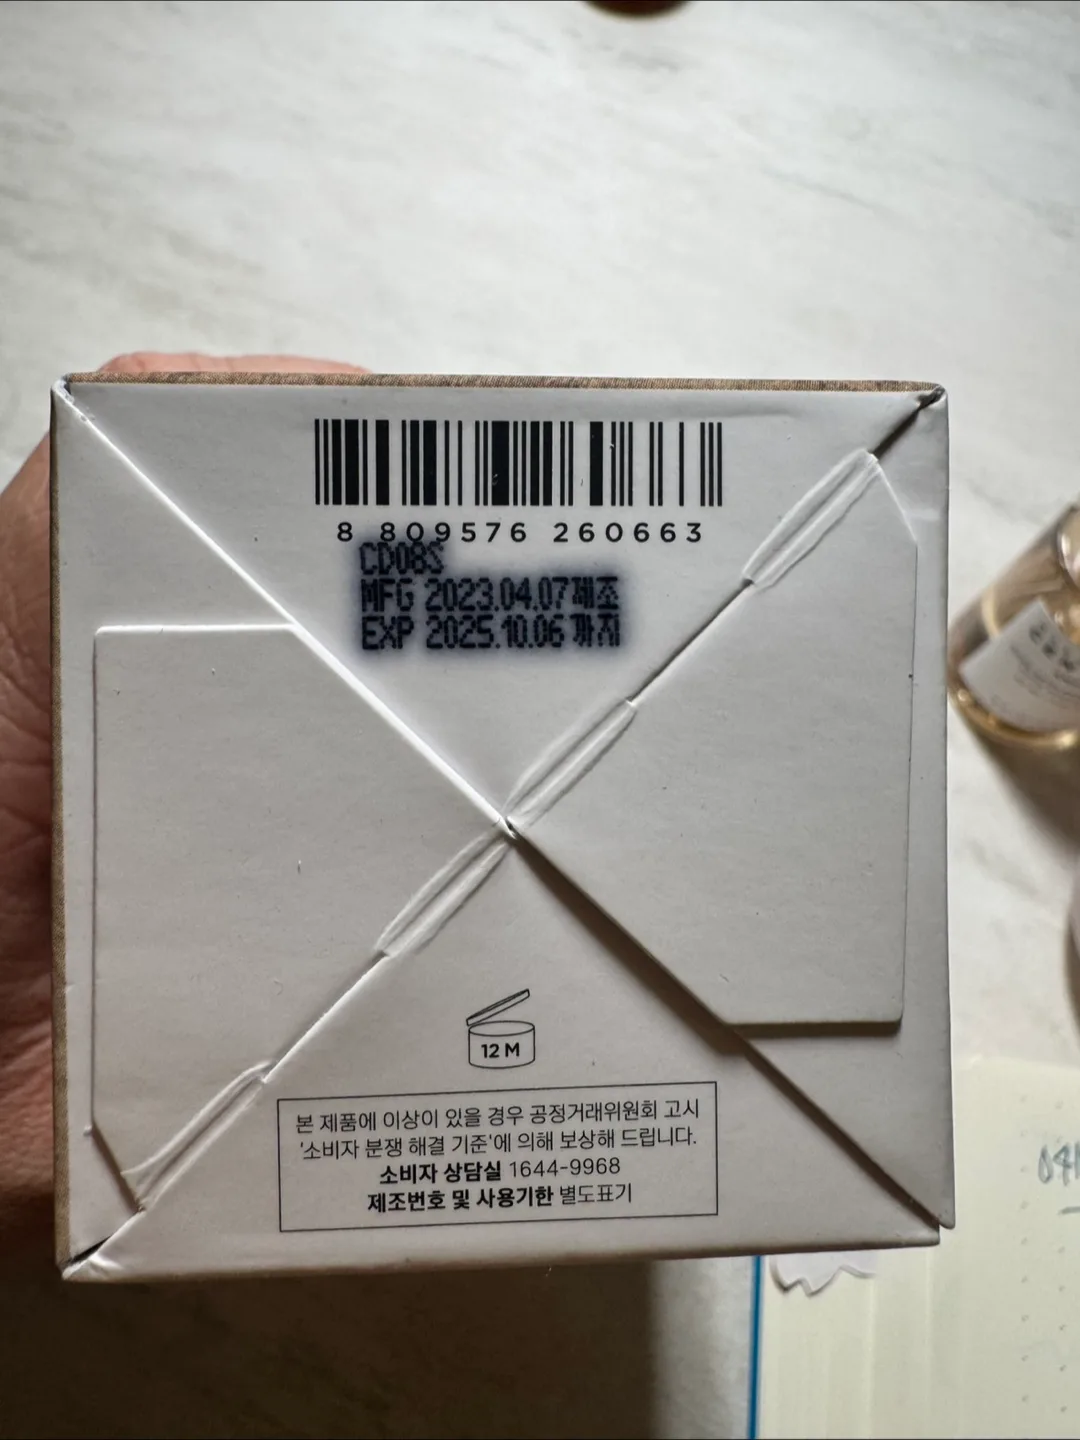 8 809576 260663
CD08S
MFG 2023.04.07제조
EXP 2025.10.06까지
12 M
본 제품에 이상이 있을 경우 공정거래위원회 고시
'소비자 분쟁 해결 기준'에 의해 보상해 드립니다.
소비자 상담실 1644-9968
제조번호 및 사용기한 별도표기